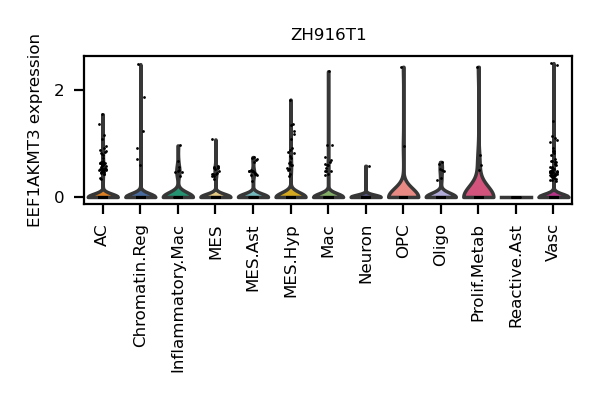 ZH916T1
EEF1AKMT3 expression
2
0
AC
Chromatin.Reg
Inflammatory.Mac
MES
MES.Ast
MES.Hyp
Mac
Neuron
OPC
Oligo
Prolif.Metab
Reactive.Ast
Vasc